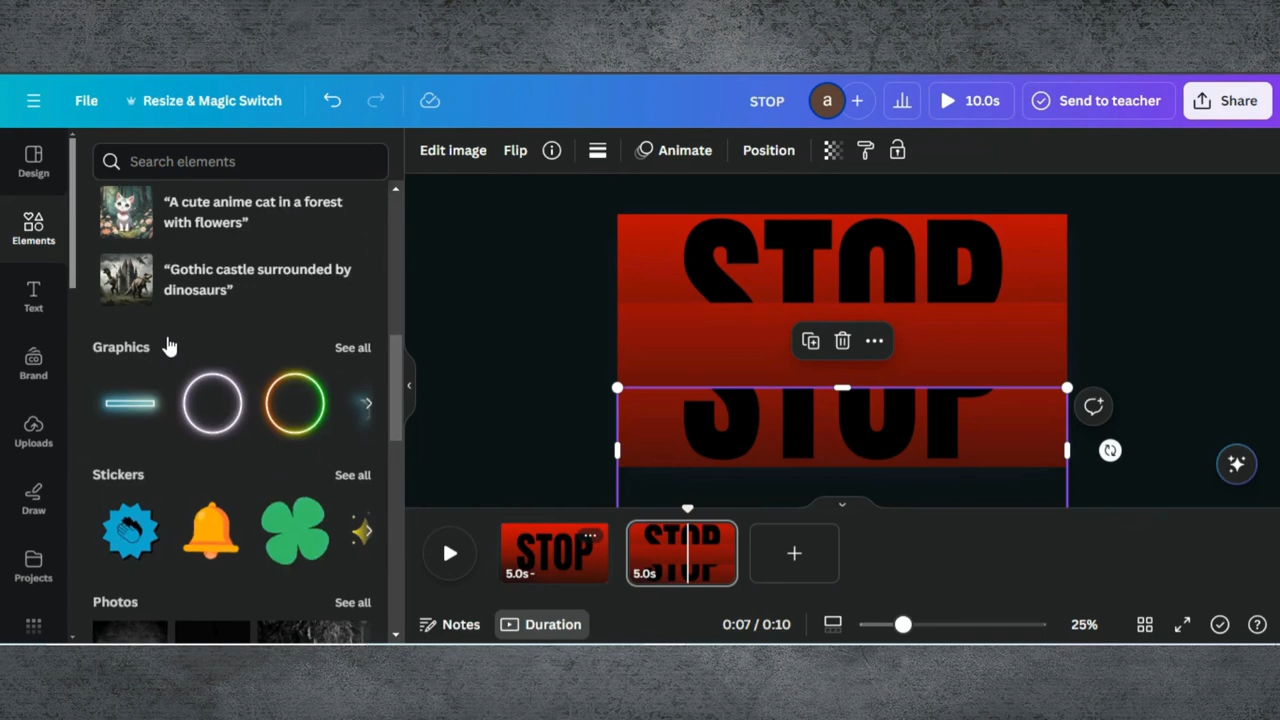 File
Resize & Magic Switch
STOP
a
10.0s
Send to teacher
Share
Design
Elements
Text
Brand
Uploads
Draw
Projects
Search elements
“A cute anime cat in a forest
with flowers”
“Gothic castle surrounded by
dinosaurs”
Graphics
See all
Stickers
See all
Photos
See all
Edit image
Flip
Animate
Position
STOP
STOP
STOP
5.0s-
STOP
STOP
5.0s
Notes
Duration
0:07 / 0:10
25%